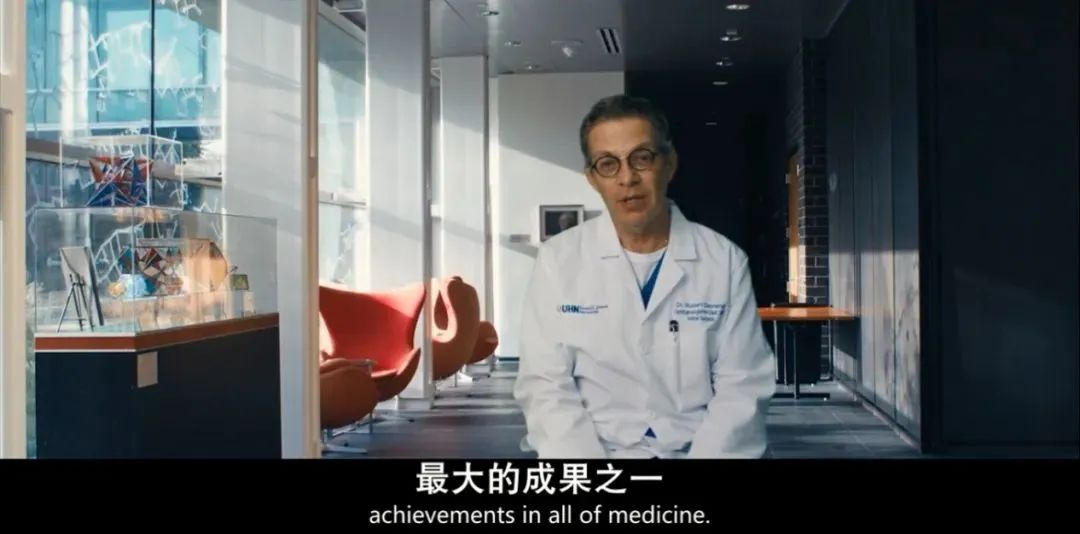 UHN
最大的成果之一
achievements in all of medicine.